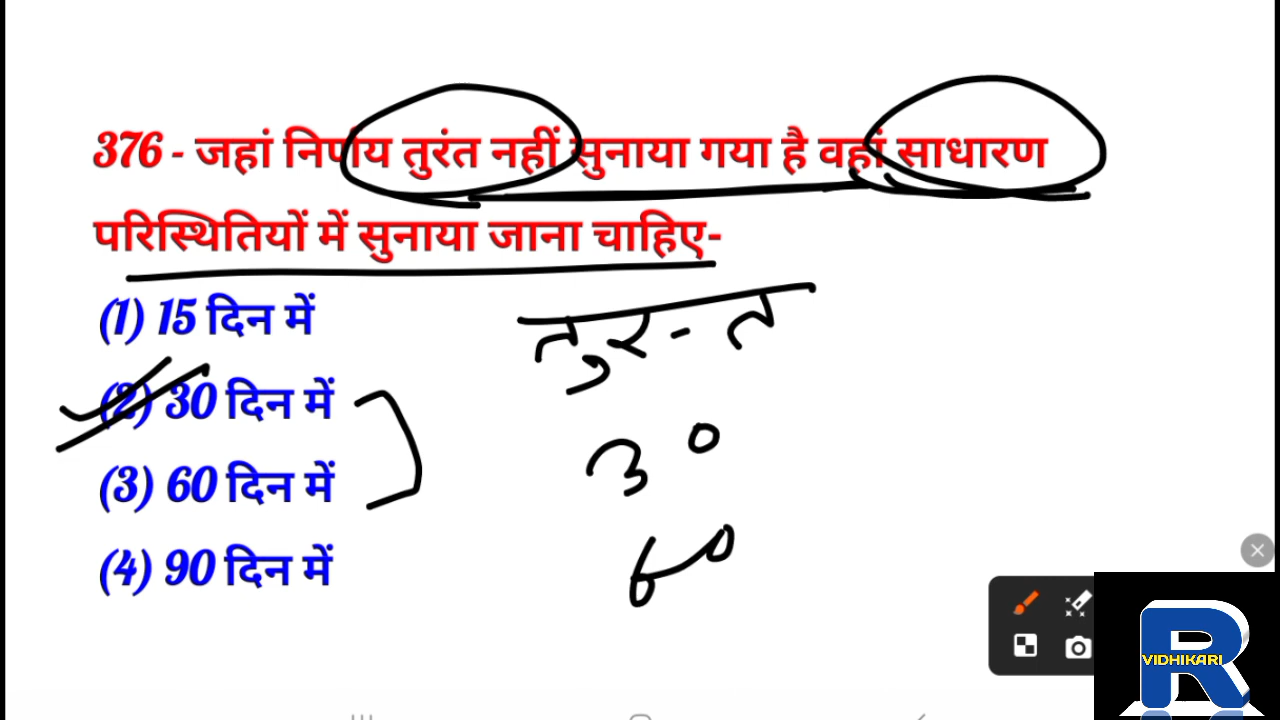 376 - जहां निर्णय तुरंत नहीं सुनाया गया है वहां साधारण
परिस्थितियों में सुनाया जाना चाहिए-
(1) 15 दिन में
(2) 30 दिन में
(3) 60 दिन में
(4) 90 दिन में
तुरन्त
30
60
R
VIDHIKARI